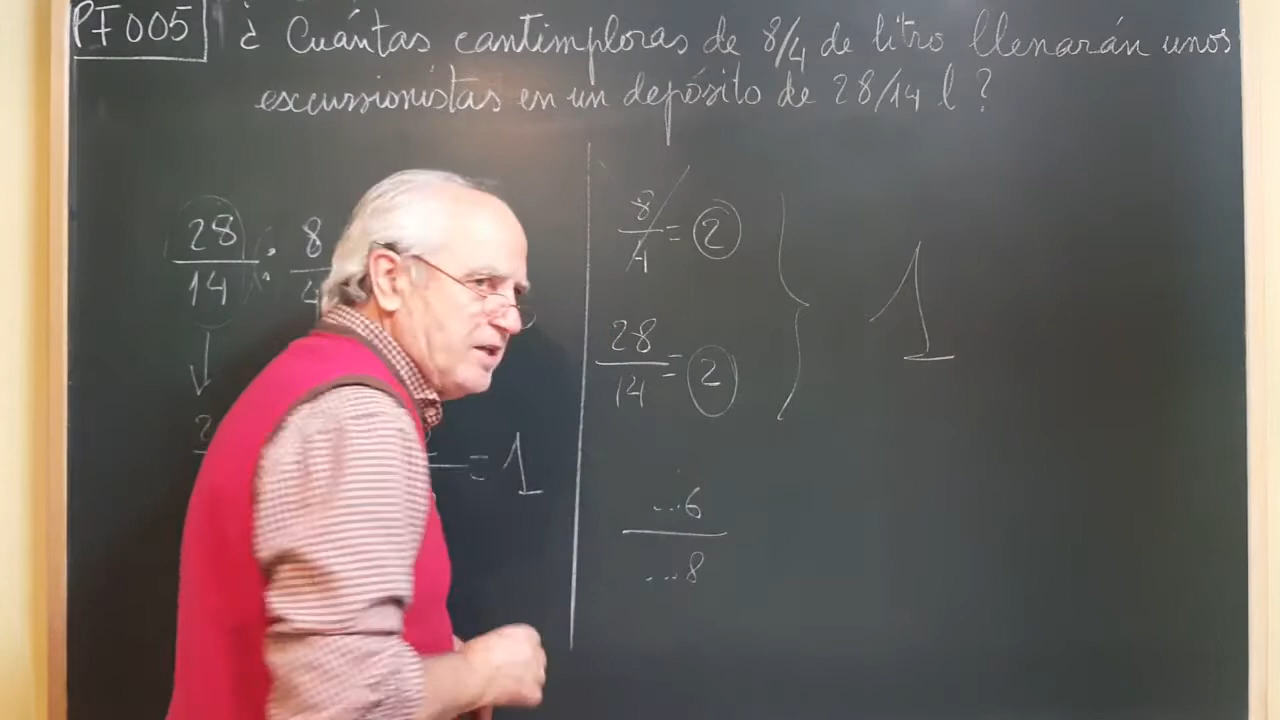 PF005 ¿ Cuántas cantimploras de 8/4 de litro llenarán unos
excursionistas en un depósito de 28/14 l ?
28/14 : 8/4
= 1
8/4 = 2
28/14 = 2
1
...6
...8